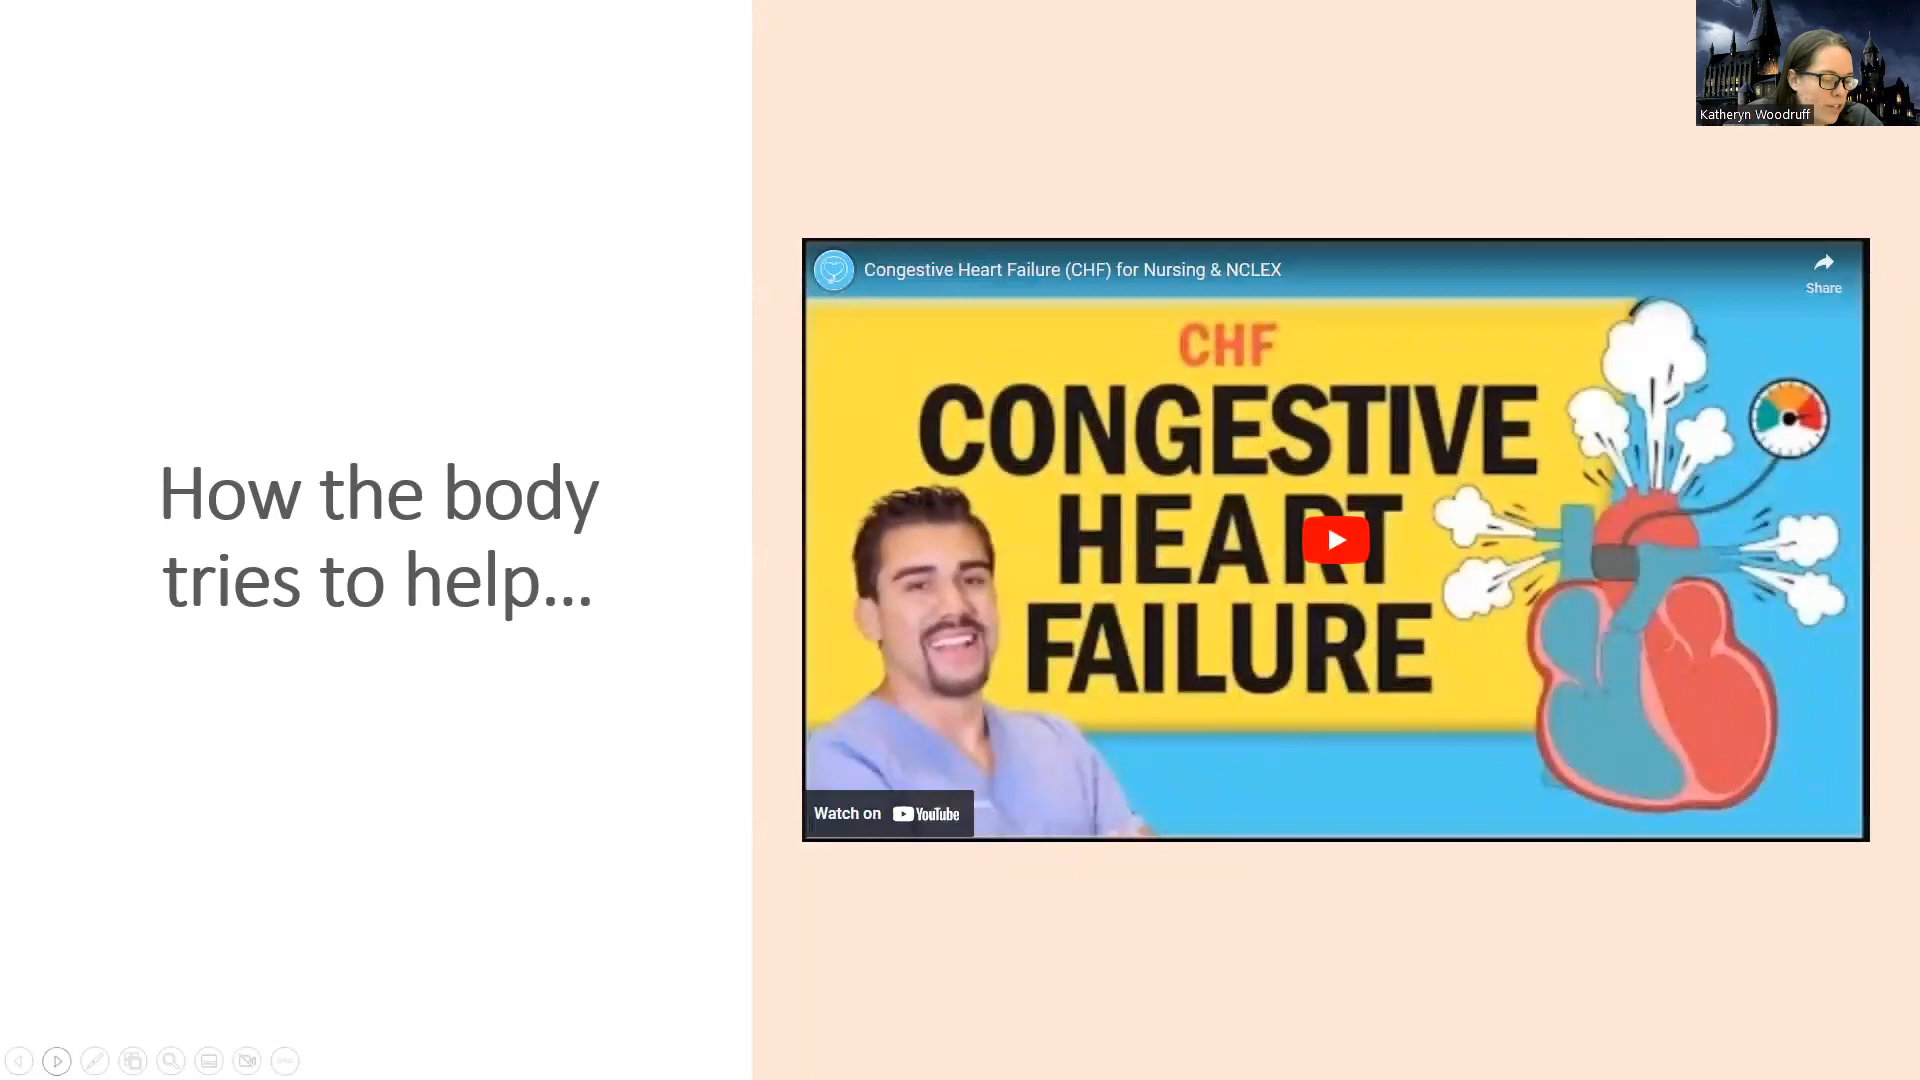 Katheryn Woodruff
How the body
tries to help...
Congestive Heart Failure (CHF) for Nursing & NCLEX
Share
CHF
CONGESTIVE
HEART
FAILURE
Watch on YouTube